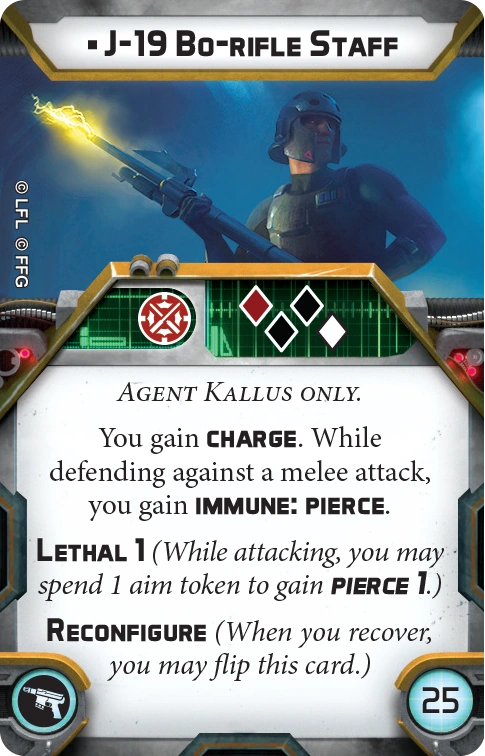 ▪ J-19 Bo-rifle Staff
© LFL © FFG
Agent Kallus only.
You gain charge. While
defending against a melee attack,
you gain immune: pierce.
Lethal 1 (While attacking, you may
spend 1 aim token to gain pierce 1.)
Reconfigure (When you recover,
you may flip this card.)
25